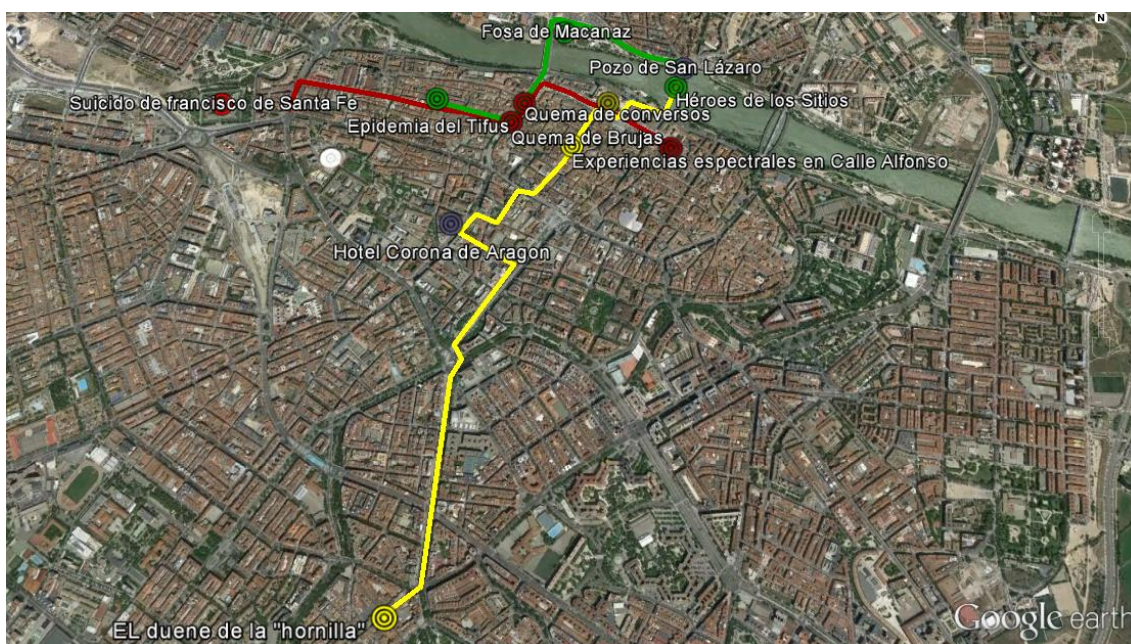 N
Fosa de Macanaz
Pozo de San Lázaro
Suicido de francisco de Santa Fe
Héroes de los Sitios
Quema de conversos
Epidemia del Tifus
Quema de Brujas
Experiencias espectrales en Calle Alfonso
Hotel Corona de Aragon
EL duene de la "hornilla"
Google earth